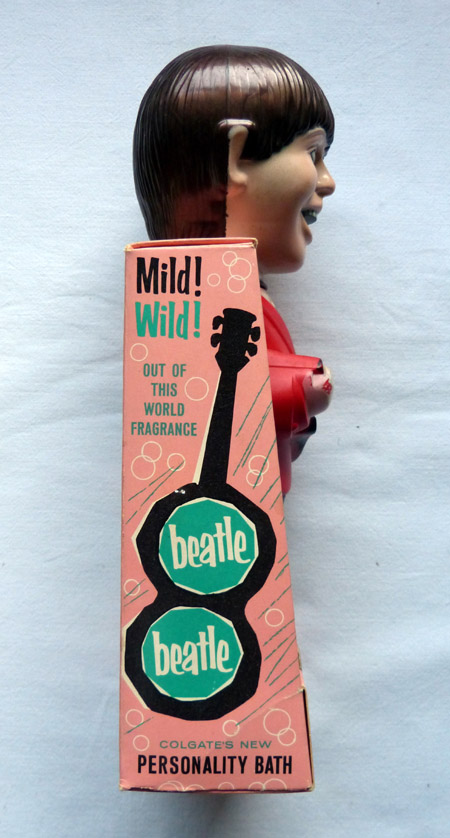 Mild!
Wild!
OUT OF
THIS
WORLD
FRAGRANCE
beatle
beatle
COLGATE'S NEW
PERSONALITY BATH